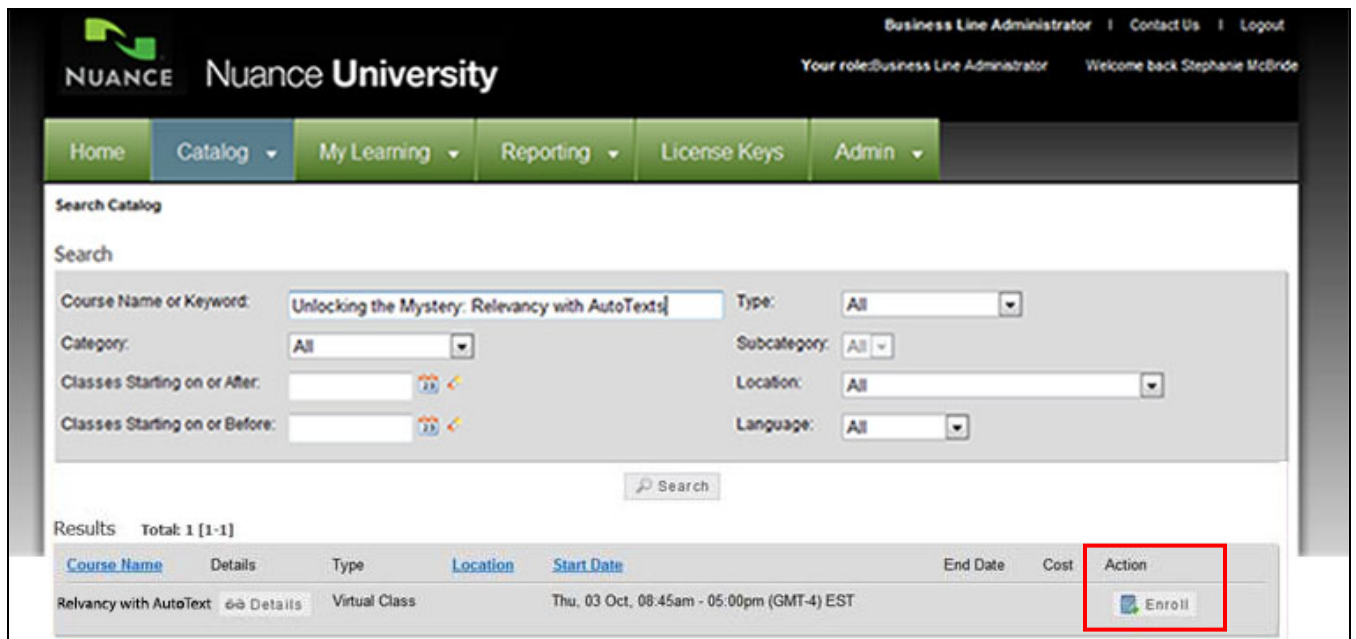 Business Line Administrator | Contact Us | Logout
NUANCE Nuance University
Your role:Business Line Administrator Welcome back Stephanie McBride
Home Catalog My Learning Reporting License Keys Admin
Search Catalog
Search
Course Name or Keyword: Unlocking the Mystery: Relevancy with AutoTexts Type: All
Category: All Subcategory: All
Classes Starting on or After: 23 Location: All
Classes Starting on or Before: 23 Language: All
Search
Results Total: 1 [1-1]
Course Name Details Type Location Start Date End Date Cost Action
Relvancy with AutoText Details Virtual Class Thu, 03 Oct, 08:45am - 05:00pm (GMT-4) EST Enroll